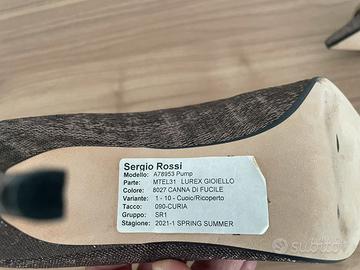 Sergio Rossi
Modello: A78953 Pump
Parte: MTEL31 LUREX GIOIELLO
Colore: 8027 CANNA DI FUCILE
Variante: 1 - 10 - Cuoio/Ricoperto
Tacco: 090-CURIA
Gruppo: SR1
Stagione: 2021-1 SPRING SUMMER
subito